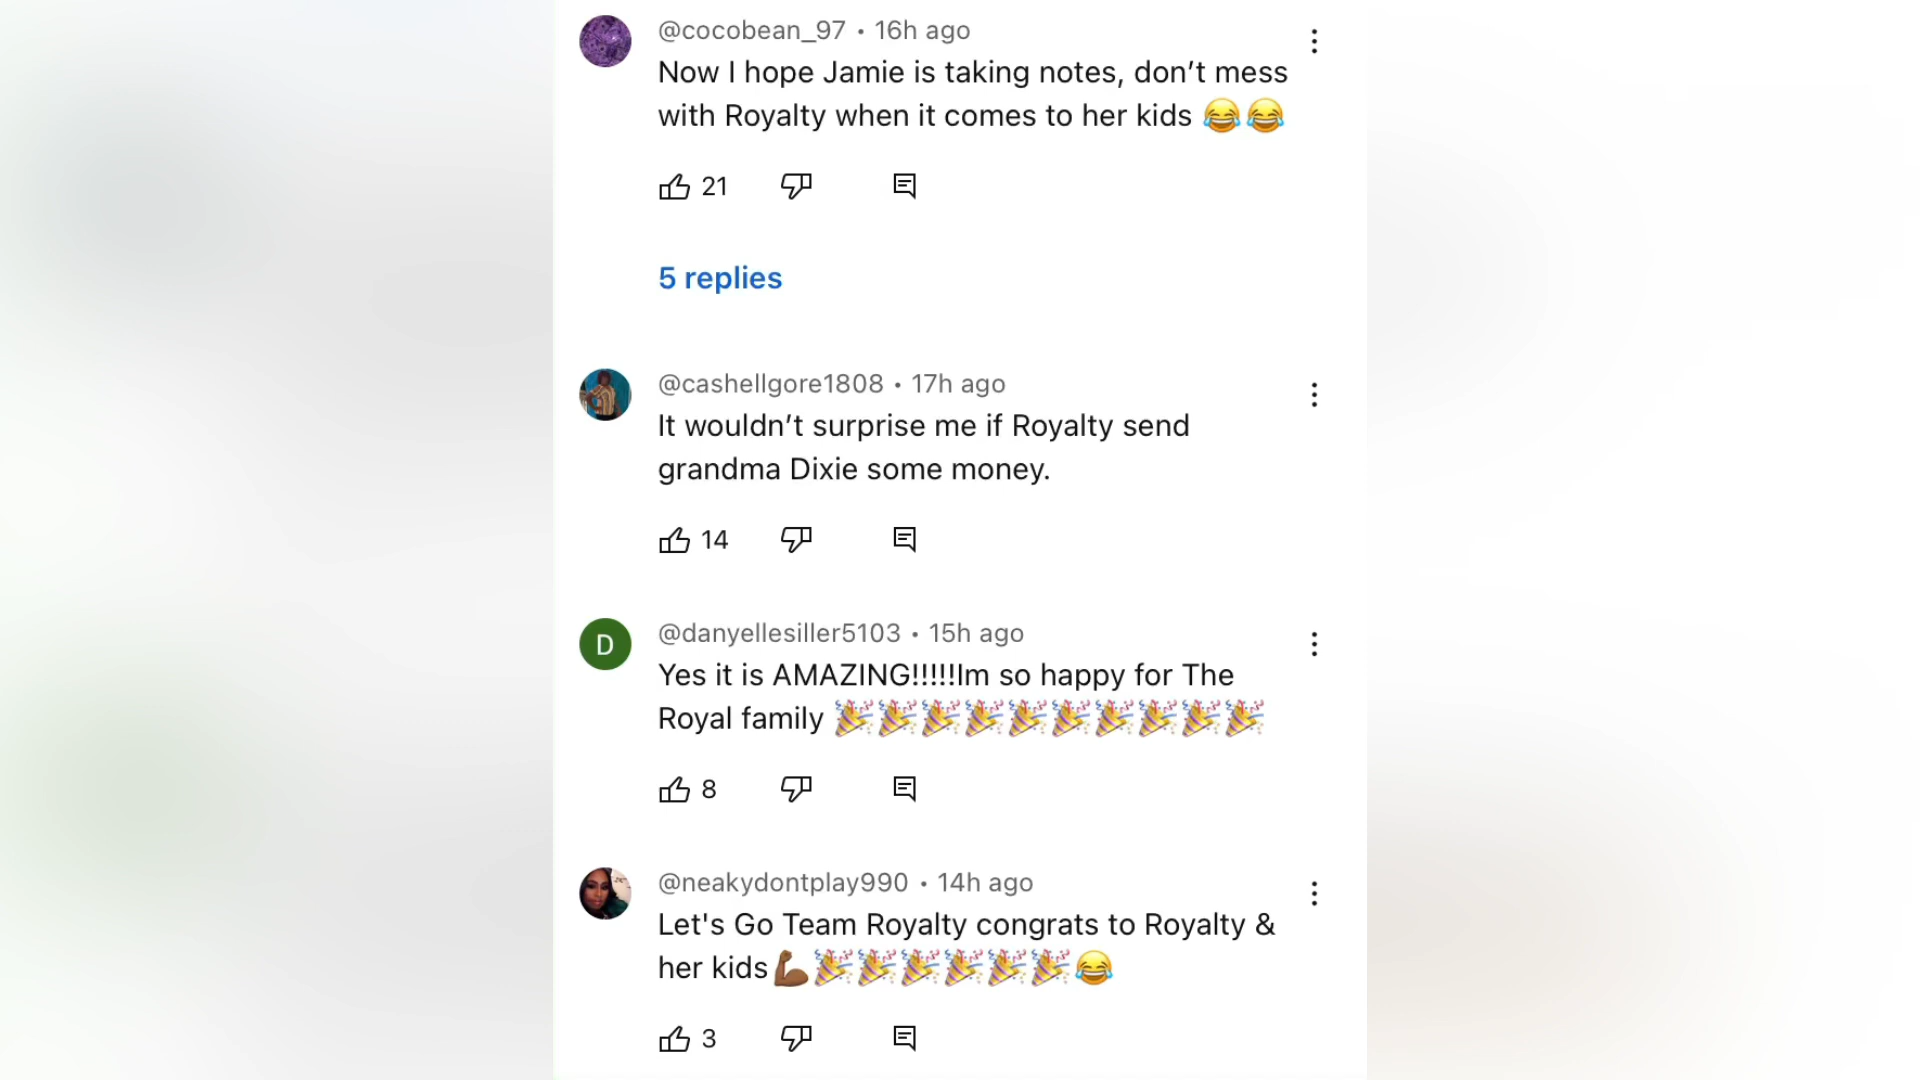 @cocobean_97 • 16h ago
Now I hope Jamie is taking notes, don’t mess
with Royalty when it comes to her kids 😂😂
21
5 replies
@cashellgore1808 • 17h ago
It wouldn’t surprise me if Royalty send
grandma Dixie some money.
14
D
@danyellesiller5103 • 15h ago
Yes it is AMAZING!!!!!Im so happy for The
Royal family 🎉🎉🎉🎉🎉🎉🎉🎉🎉🎉
8
@neakydontplay990 • 14h ago
Let's Go Team Royalty congrats to Royalty &
her kids💪🏾🎉🎉🎉🎉🎉🎉😂
3